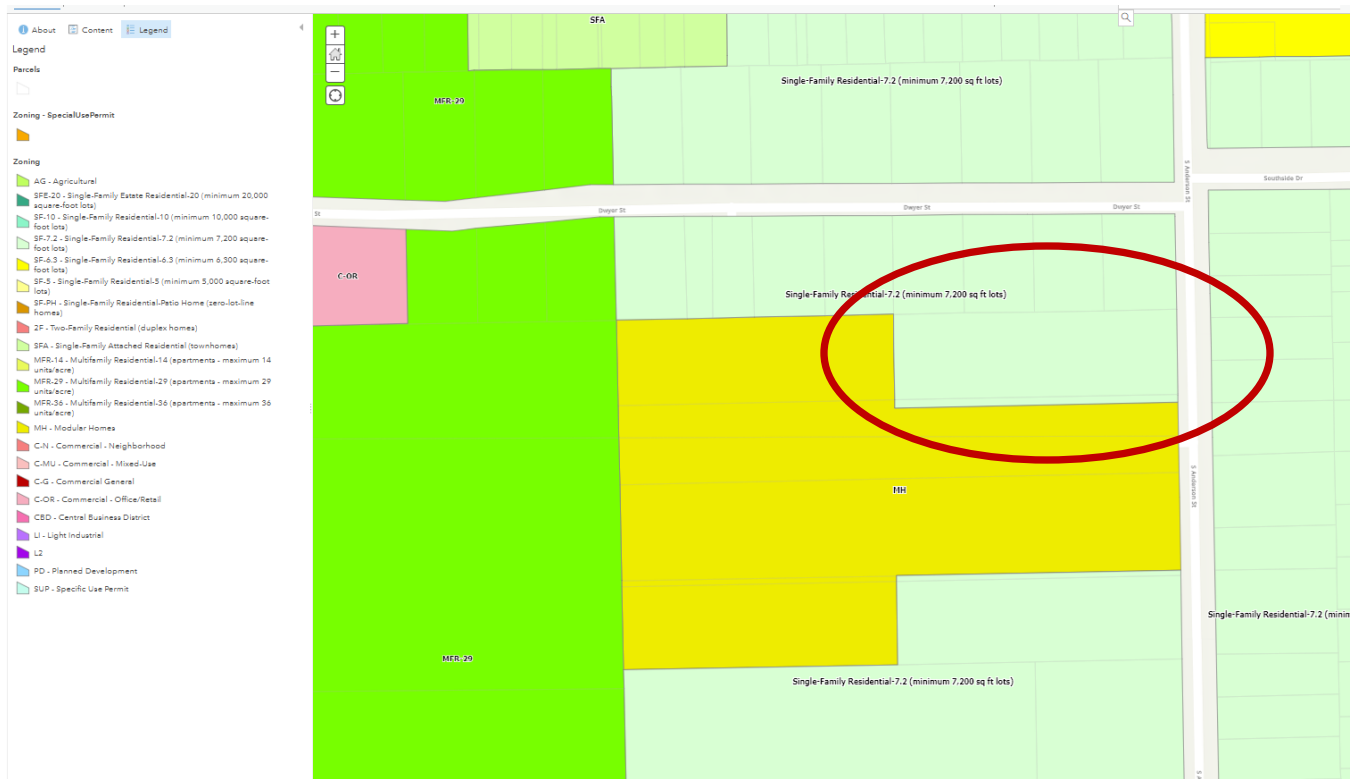 About
Content
Legend
Legend
Parcels
Zoning - SpecialUsePermit
Zoning
AG - Agricultural
SFE-20 - Single-Family Estate Residential-20 (minimum 20,000
square-foot lots)
SF-10 - Single-Family Residential-10 (minimum 10,000 square-
foot lots)
SF-7.2 - Single-Family Residential-7.2 (minimum 7,200 square-
foot lots)
SF-6.3 - Single-Family Residential-6.3 (minimum 6,300 square-
foot lots)
SF-5 - Single-Family Residential-5 (minimum 5,000 square-foot
lots)
SF-PH - Single-Family Residential-Patio Home (zero-lot-line
homes)
2F - Two-Family Residential (duplex homes)
SFA - Single-Family Attached Residential (townhomes)
MFR-14 - Multifamily Residential-14 (apartments - maximum 14
units/acre)
MFR-29 - Multifamily Residential-29 (apartments - maximum 29
units/acre)
MFR-36 - Multifamily Residential-36 (apartments - maximum 36
units/acre)
MH - Modular Homes
C-N - Commercial - Neighborhood
C-MU - Commercial - Mixed-Use
C-G - Commercial General
C-OR - Commercial - Office/Retail
CBD - Central Business District
LI - Light Industrial
L2
PD - Planned Development
SUP - Specific Use Permit
SFA
Single-Family Residential-7.2 (minimum 7,200 sq ft lots)
MFR-29
S Anderson St
Southside Dr
St
Dwyer St
Dwyer St
Dwyer St
C-OR
Single-Family Residential-7.2 (minimum 7,200 sq ft lots)
MH
S Anderson St
Single-Family Residential-7.2 (minim
MFR-29
Single-Family Residential-7.2 (minimum 7,200 sq ft lots)
S A